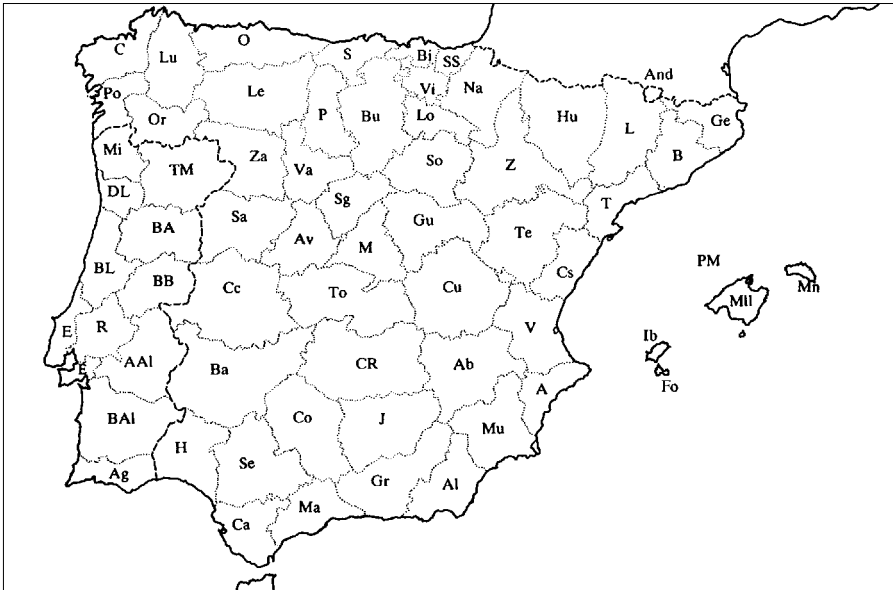 C
Lu
O
S
Bi
SS
And
Po
Or
Le
P
Bu
Vi
Lo
Na
Hu
L
Ge
B
Mi
TM
Za
Va
So
Z
T
DL
Sg
BA
Sa
Av
M
Gu
Te
BL
BB
Cc
To
Cu
Cs
PM
Mll
Mn
E
R
V
Ib
Fo
E
AAl
Ba
CR
Ab
A
BAl
Co
J
Mu
H
Se
Ag
Gr
Al
Ca
Ma